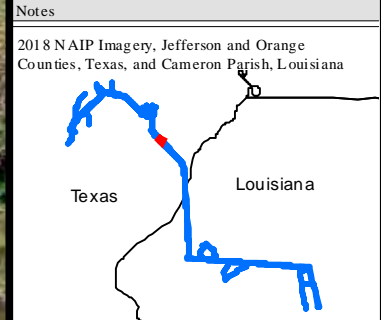 Notes
2018 NAIP Imagery, Jefferson and Orange
Counties, Texas, and Cameron Parish, Louisiana
Louisiana
Texas